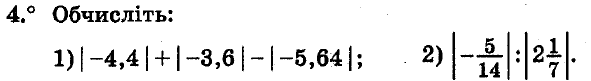 4.° Обчисліть:
1) |−4,4| + |−3,6| − |−5,64|; 2) |−5/14| : |2 1/7|.